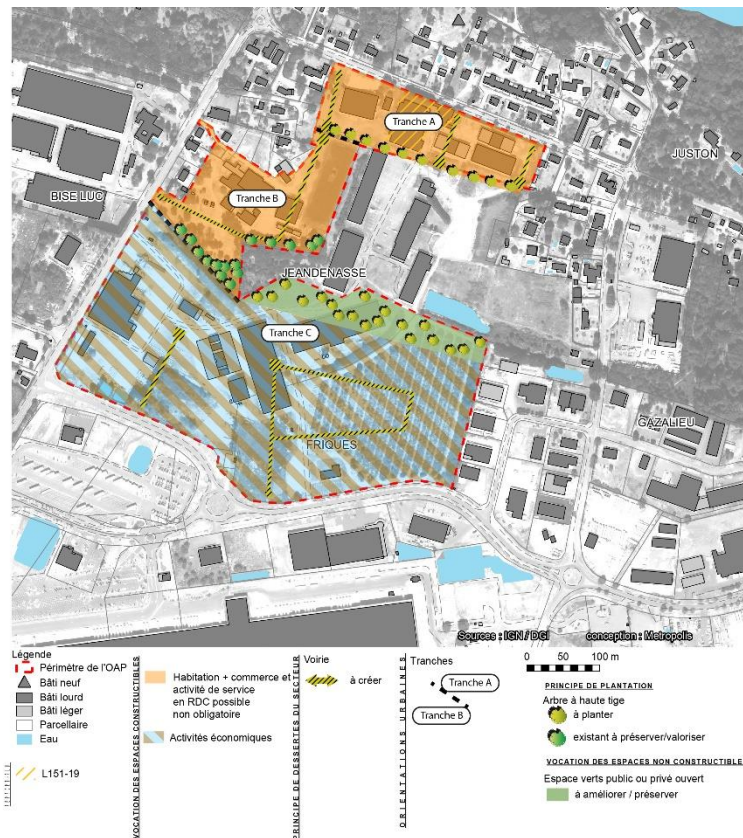 Tranche A
JUSTON
BISE LUC
Tranche B
JEANDENASSE
Tranche C
GAZALIEU
FRIQUES
Sources : IGN / DGI
conception : Metropolis
Légende
Périmètre de l'OAP
Bâti neuf
Bâti lourd
Bâti léger
Parcellaire
Eau
L151-19
VOCATION DES ESPACES CONSTRUCTIBLES
Habitation + commerce et
activité de service
en RDC possible
non obligatoire
Activités économiques
PRINCIPE DE DESSERTES DU SECTEUR
Voirie
à créer
ORIENTATIONS URBAINES
Tranches
Tranche A
Tranche B
0 50 100 m
PRINCIPE DE PLANTATION
Arbre à haute tige
à planter
existant à préserver/valoriser
VOCATION DES ESPACES NON CONSTRUCTIBLE
Espace verts public ou privé ouvert
à améliorer / préserver